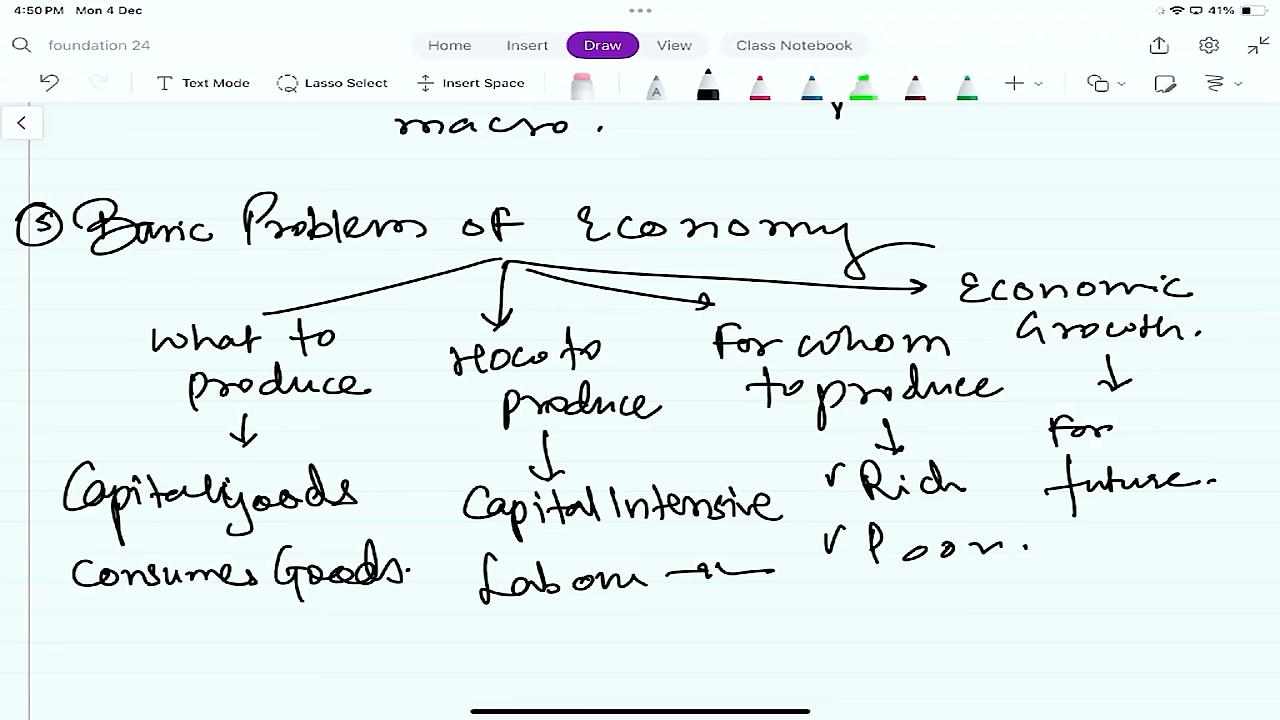 4:50 PM Mon 4 Dec
41%
foundation 24
Home Insert Draw View Class Notebook
Text Mode Lasso Select Insert Space
macro.
(5) Basic Problems of Economy
What to produce
Capital goods
Consumer Goods.
How to produce
Capital Intensive
Labour —"—
For whom to produce
Rich
Poor.
Economic Growth.
For future.